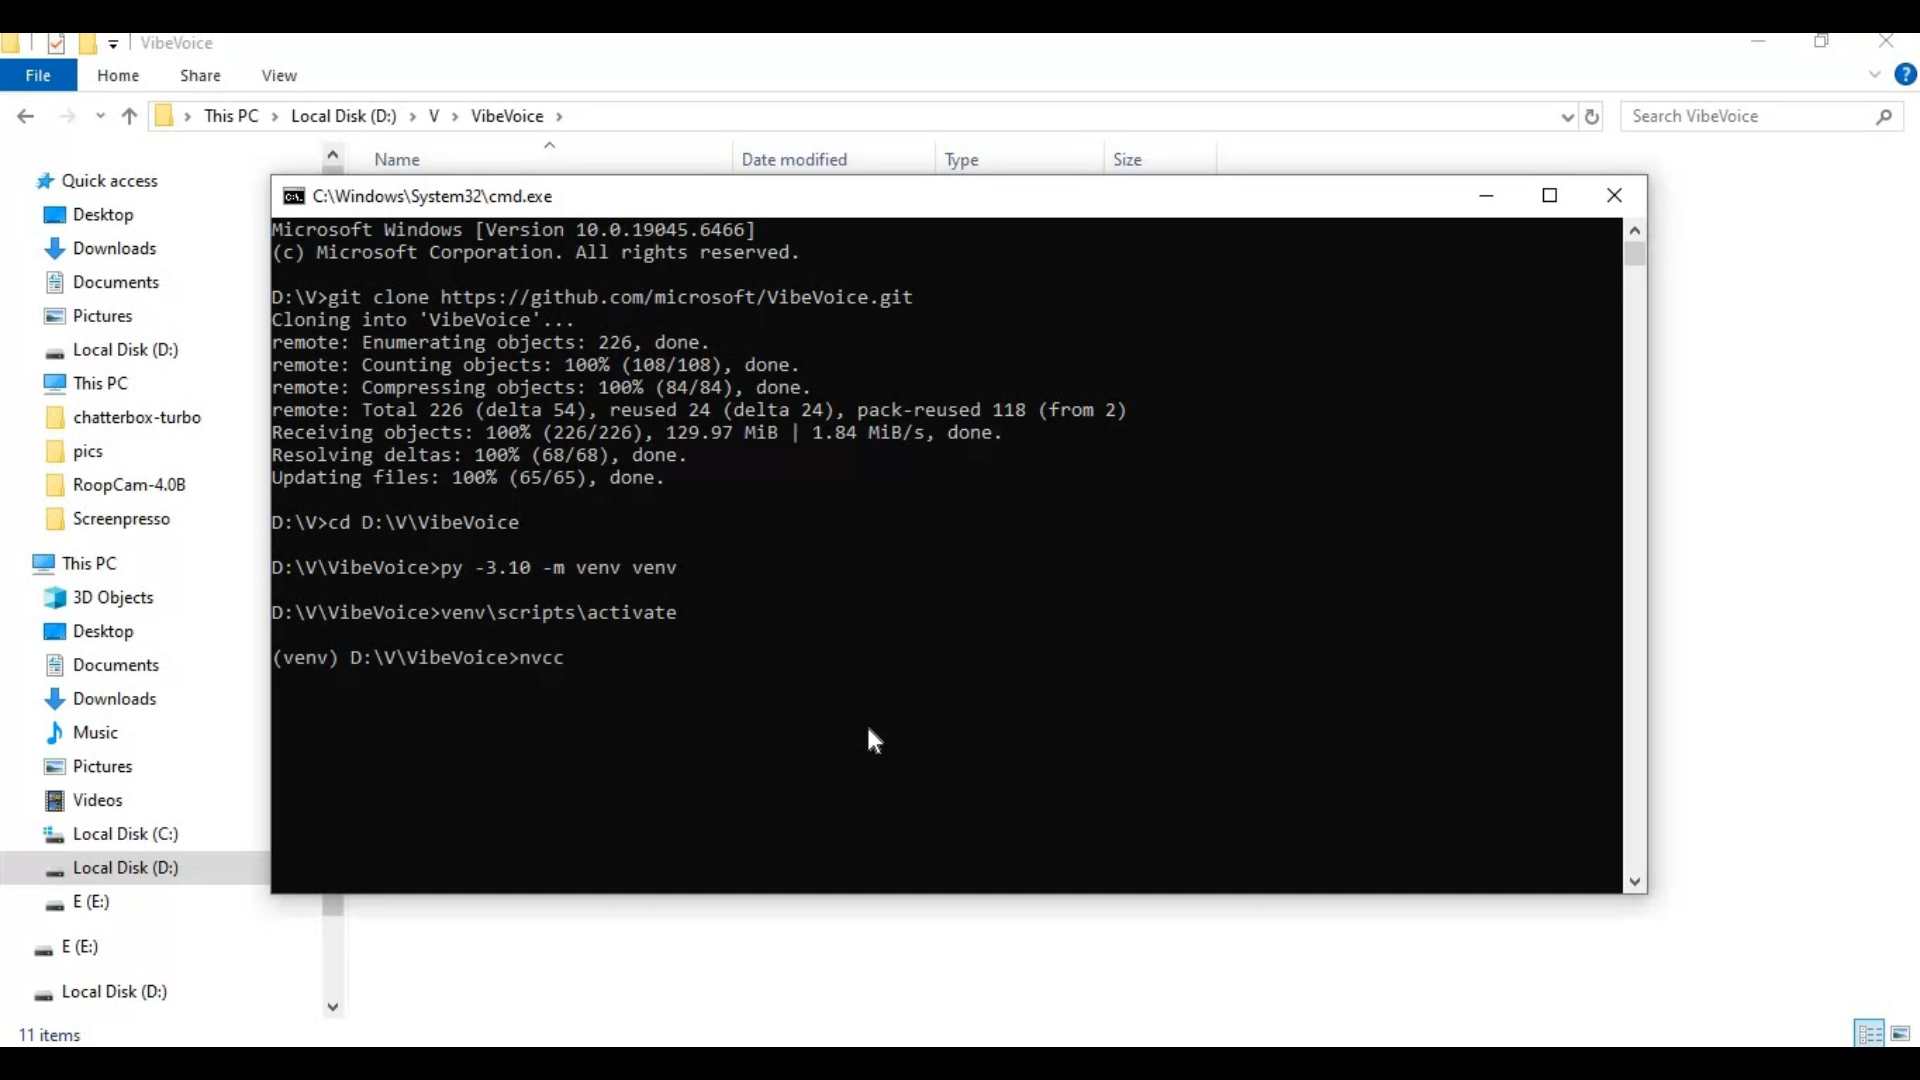 VibeVoice
File Home Share View
This PC Local Disk (D:) V VibeVoice
Search VibeVoice
Name Date modified Type Size
Quick access
Desktop
Downloads
Documents
Pictures
Local Disk (D:)
This PC
chatterbox-turbo
pics
RoopCam-4.0B
Screenpresso
This PC
3D Objects
Desktop
Documents
Downloads
Music
Pictures
Videos
Local Disk (C:)
Local Disk (D:)
E (E:)
E (E:)
Local Disk (D:)
11 items
C:\Windows\System32\cmd.exe
Microsoft Windows [Version 10.0.19045.6466]
(c) Microsoft Corporation. All rights reserved.
D:\V>git clone https://github.com/microsoft/VibeVoice.git
Cloning into 'VibeVoice'...
remote: Enumerating objects: 226, done.
remote: Counting objects: 100% (108/108), done.
remote: Compressing objects: 100% (84/84), done.
remote: Total 226 (delta 54), reused 24 (delta 24), pack-reused 118 (from 2)
Receiving objects: 100% (226/226), 129.97 MiB | 1.84 MiB/s, done.
Resolving deltas: 100% (68/68), done.
Updating files: 100% (65/65), done.
D:\V>cd D:\V\VibeVoice
D:\V\VibeVoice>py -3.10 -m venv venv
D:\V\VibeVoice>venv\scripts\activate
(venv) D:\V\VibeVoice>nvcc